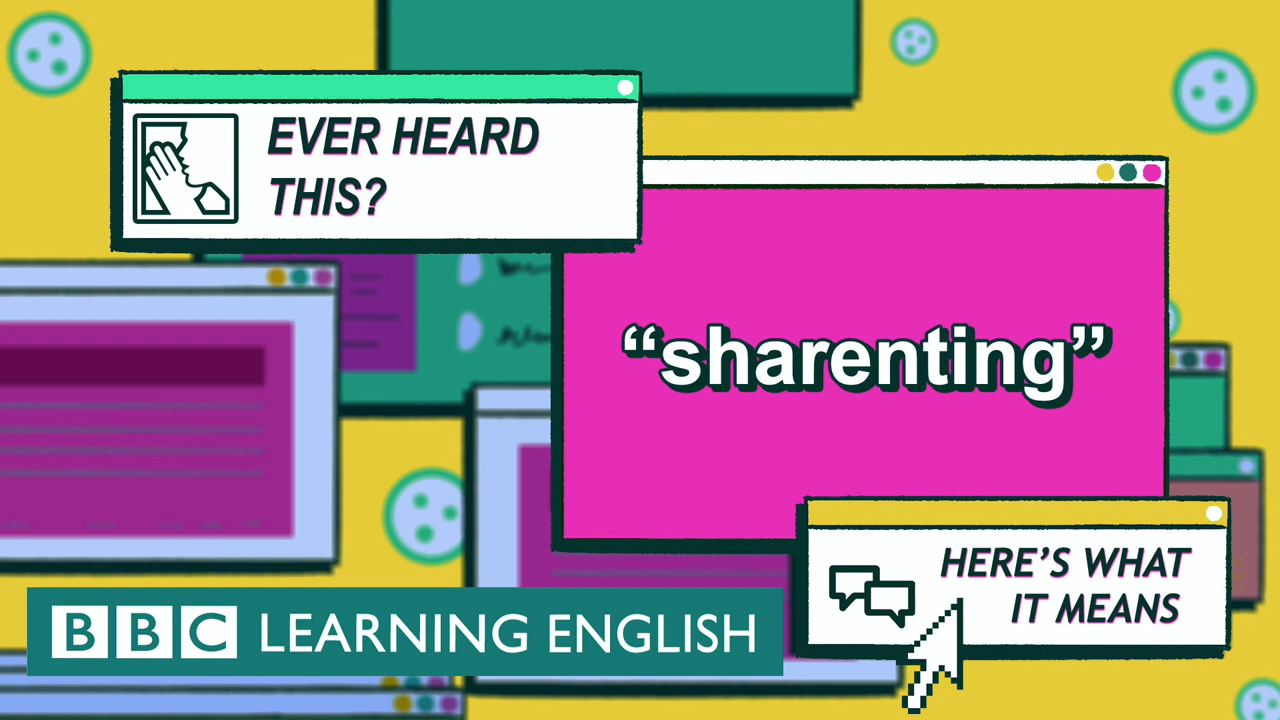 EVER HEARD
THIS?
“sharenting”
HERE’S WHAT
IT MEANS
BBC LEARNING ENGLISH